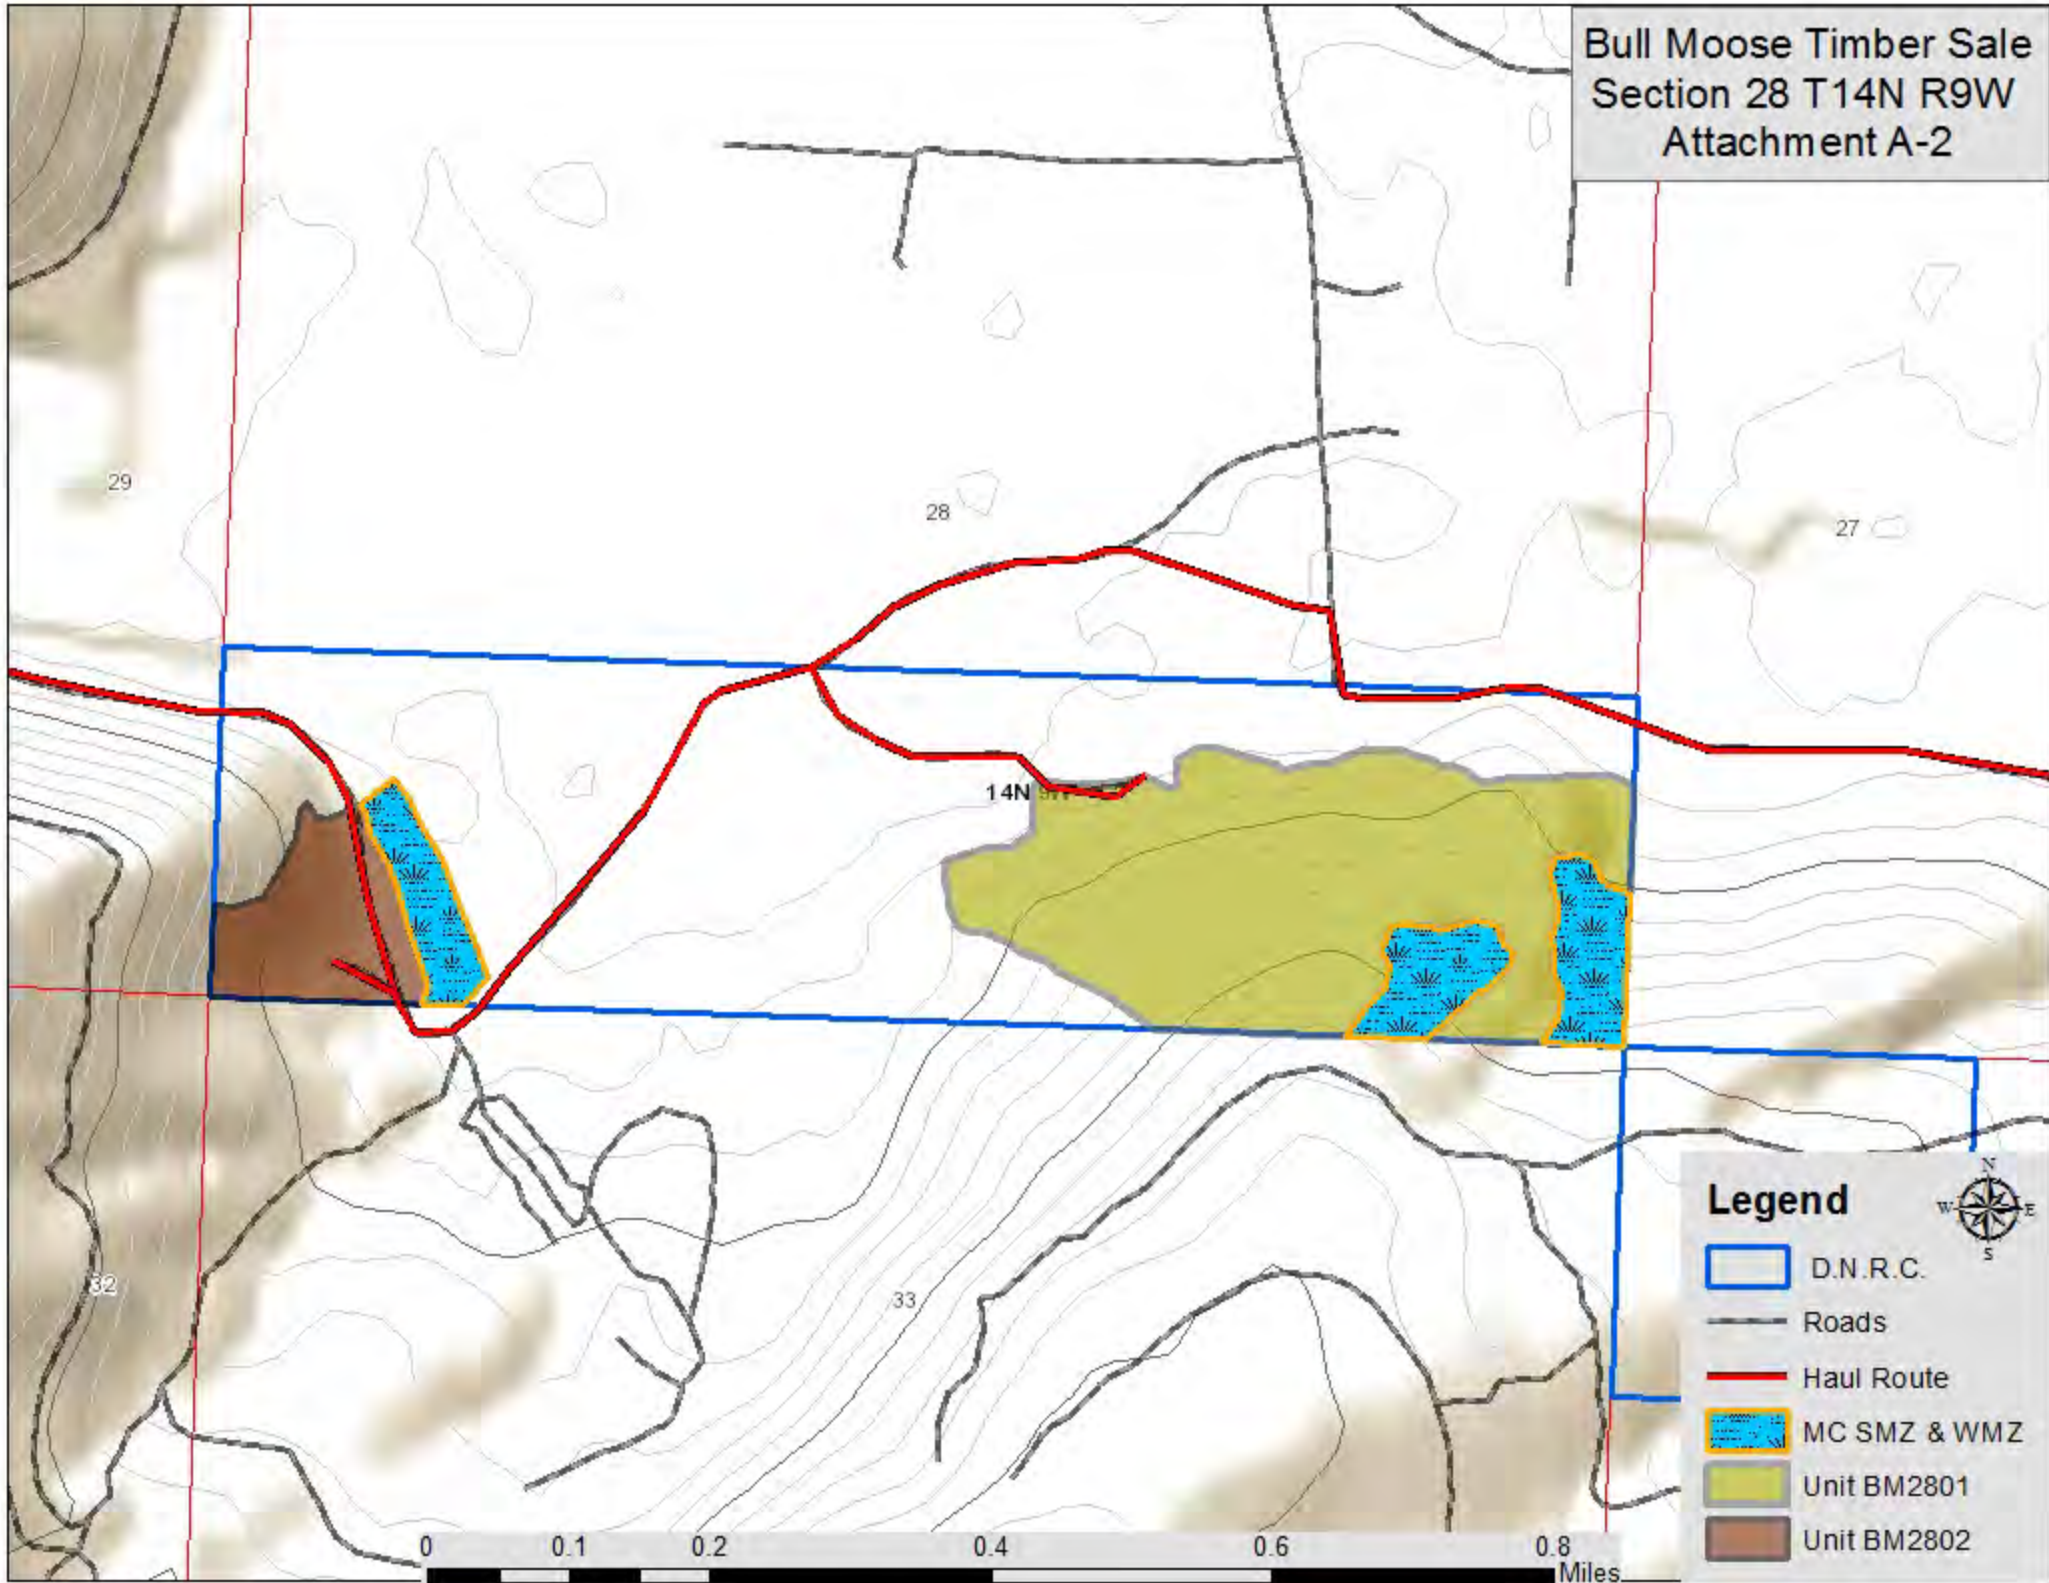 Bull Moose Timber Sale
Section 28 T14N R9W
Attachment A-2
29
28
27
14N 9W
32
33
Legend
N
W E
S
D.N.R.C.
Roads
Haul Route
MC SMZ & WMZ
Unit BM2801
Unit BM2802
0 0.1 0.2 0.4 0.6 0.8
Miles